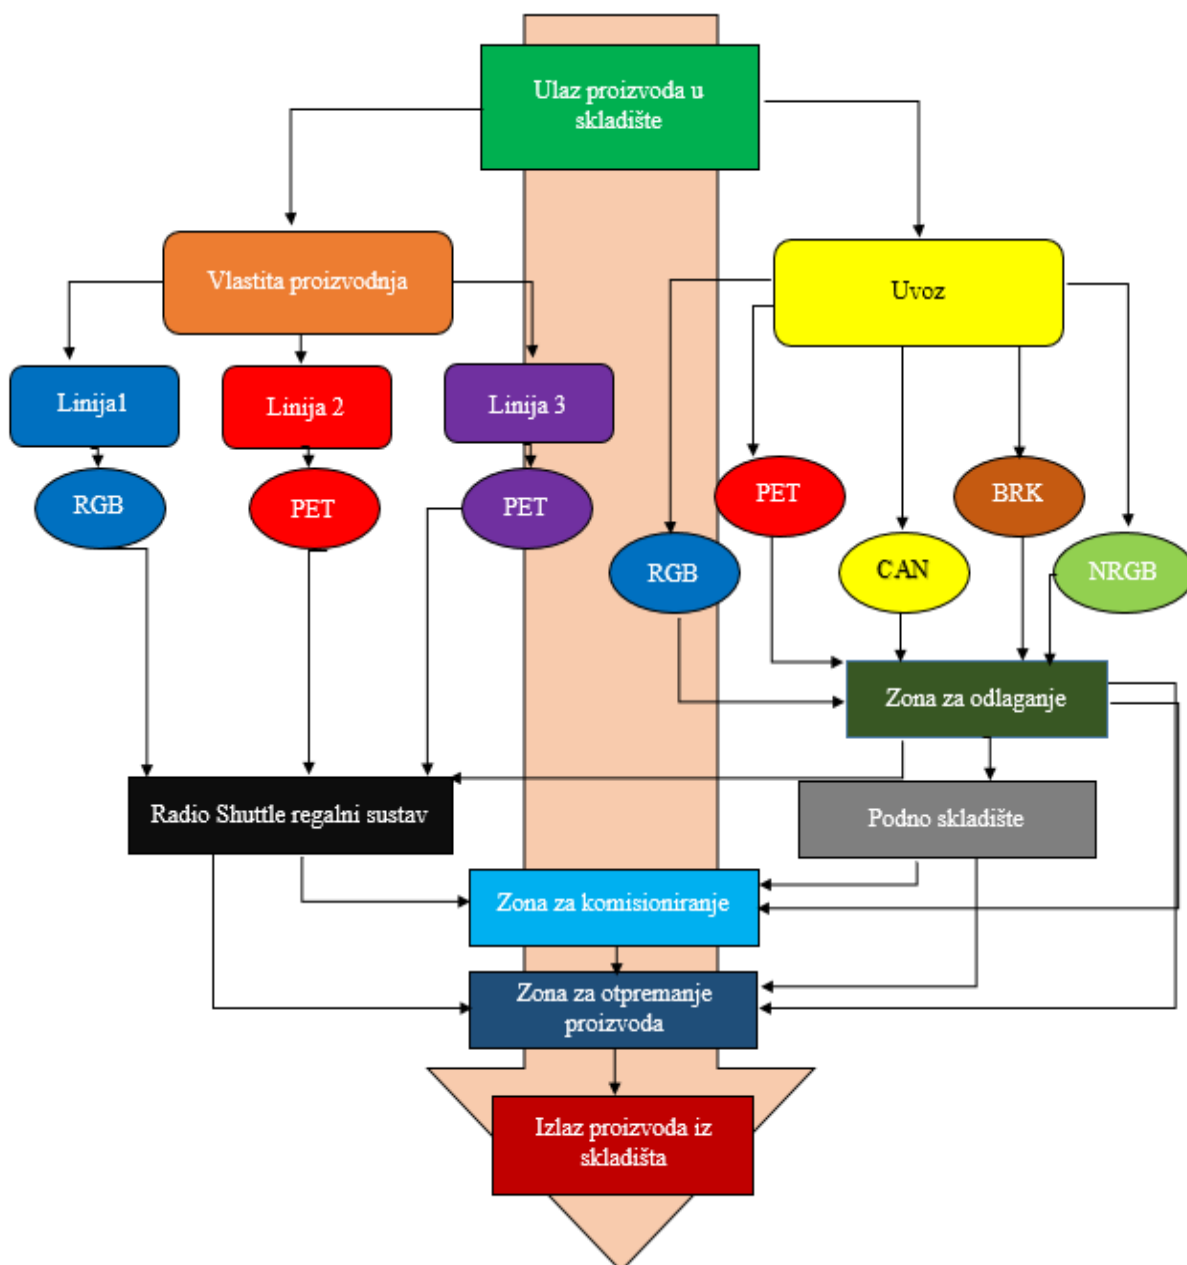 Ulaz proizvoda u
skladište
Vlastita proizvodnja
Uvoz
Linija1
Linija 2
Linija 3
RGB
PET
PET
PET
BRK
RGB
CAN
NRGB
Zona za odlaganje
Radio Shuttle regalni sustav
Podno skladište
Zona za komisioniranje
Zona za otpremanje
proizvoda
Izlaz proizvoda iz
skladišta